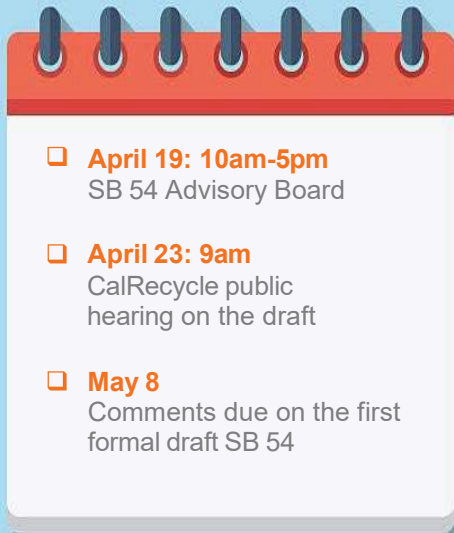 April 19: 10am-5pm
SB 54 Advisory Board
April 23: 9am
CalRecycle public
hearing on the draft
May 8
Comments due on the first
formal draft SB 54